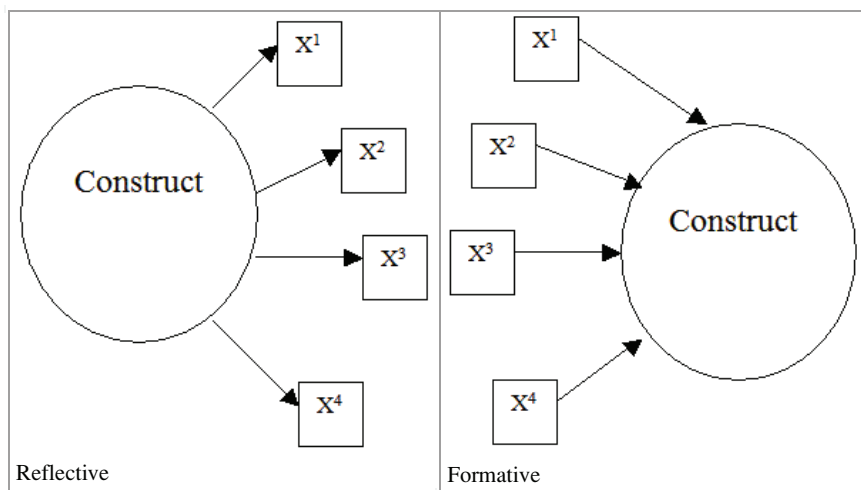 X¹
X²
Construct
X³
X⁴
Reflective
X¹
X²
Construct
X³
X⁴
Formative